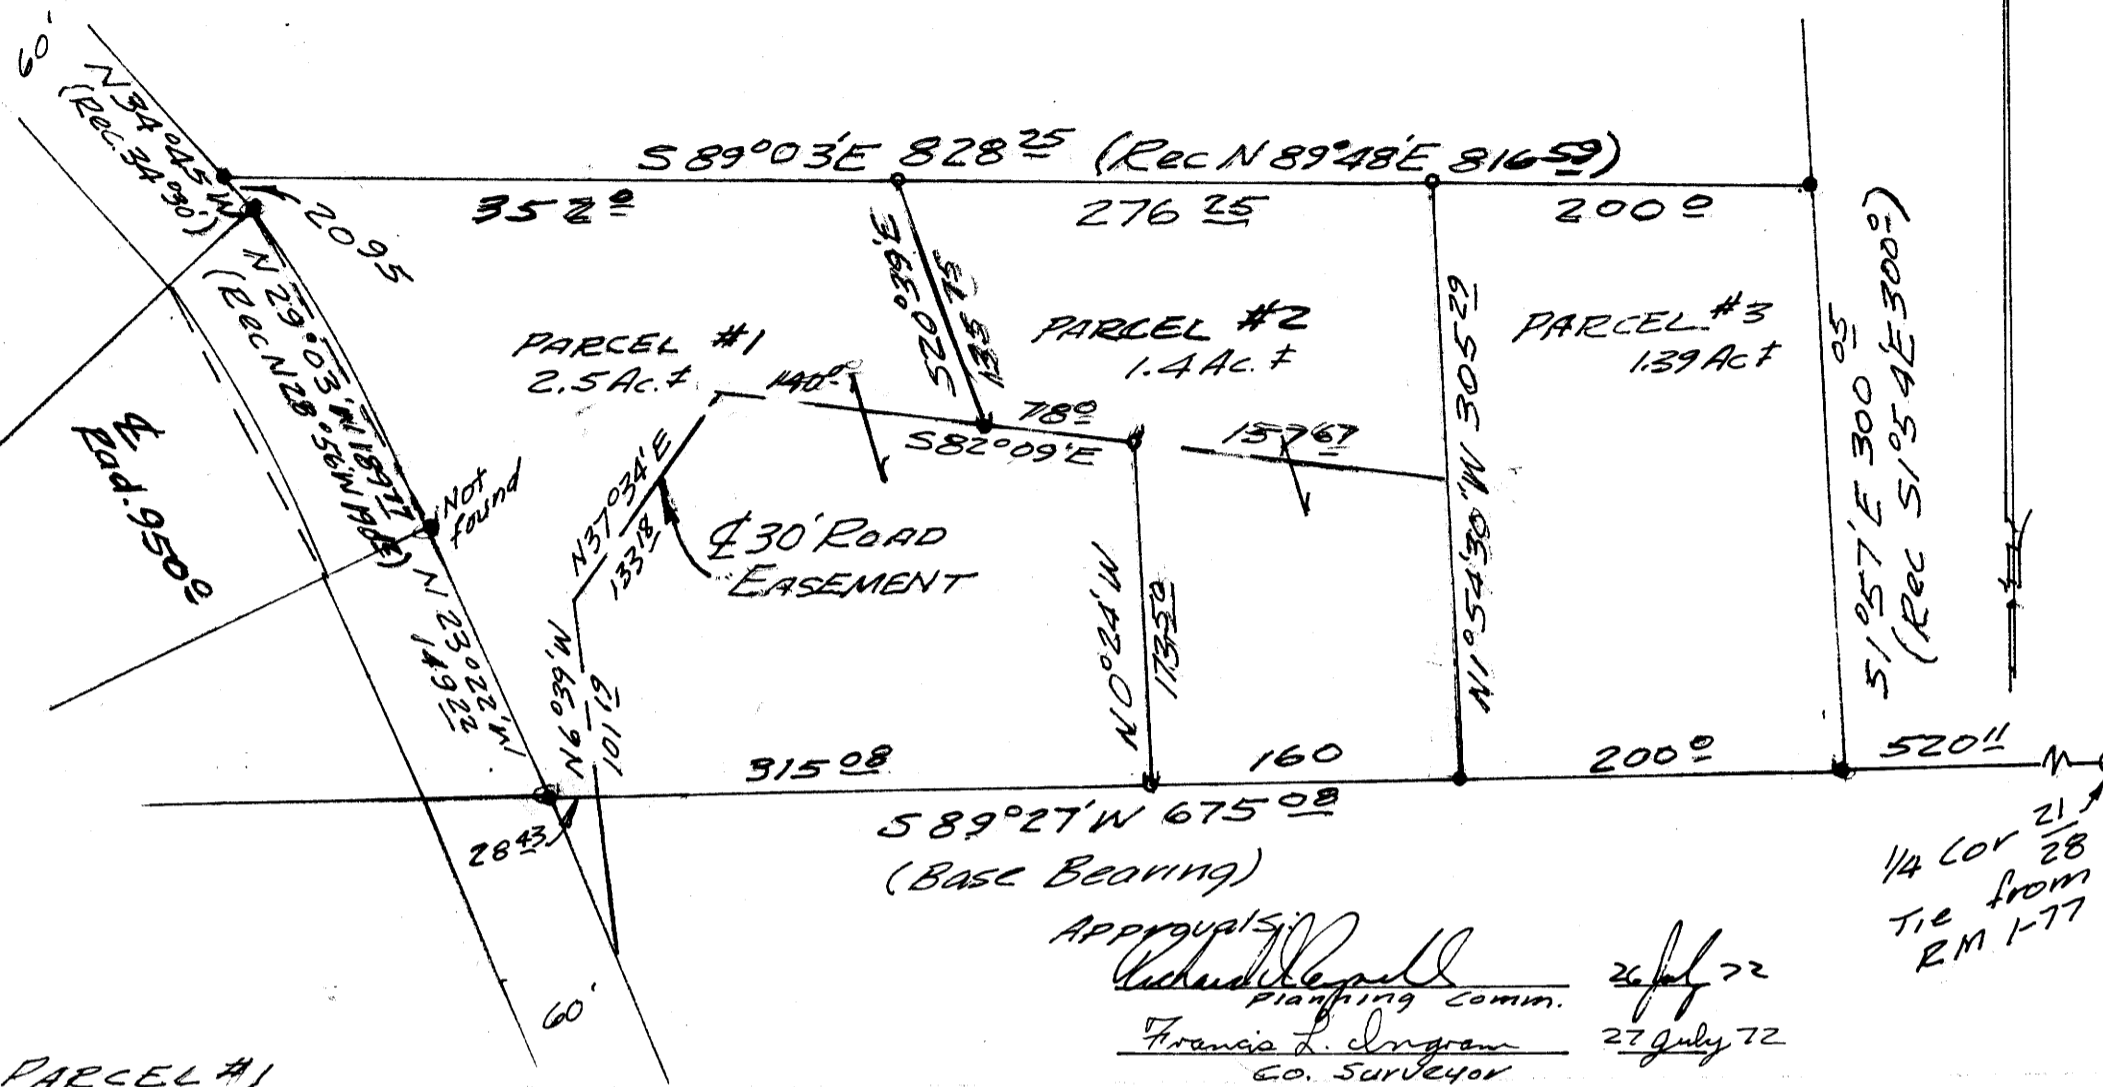 60'
N34°45'W
(Rec. 34°30')
2095
S89°03'E 828 25 (Rec N89°48'E 816 59)
352 0
276 25
200 0
N29°03'W 189 77
(Rec N28°56'W
Not
found
℄
Rad. 950 0
PARCEL #1
2.5 Ac. ±
140 0
S20°39'E
135 75
PARCEL #2
1.4 Ac. ±
78 0
S82°09'E
157 67
N1°54'30"W 305 29
PARCEL #3
1.39 Ac ±
S1°57'E 300 05
(Rec S1°54'E 300 0)
N37°34'E
133 18
℄ 30' ROAD
EASEMENT
N0°24'W
173 50
N 23°22'W
149 22
N6°39'W
101 19
315 08
160
200 0
520 11
28 43
S89°27'W 675 08
(Base Bearing)
1/4 Cor 21
28
Tie from
RM 1-77
Approvals:
26 July 72
Planning Comm.
Francis L. Ingram 27 July 72
Co. Surveyor
60'
PARCEL #1